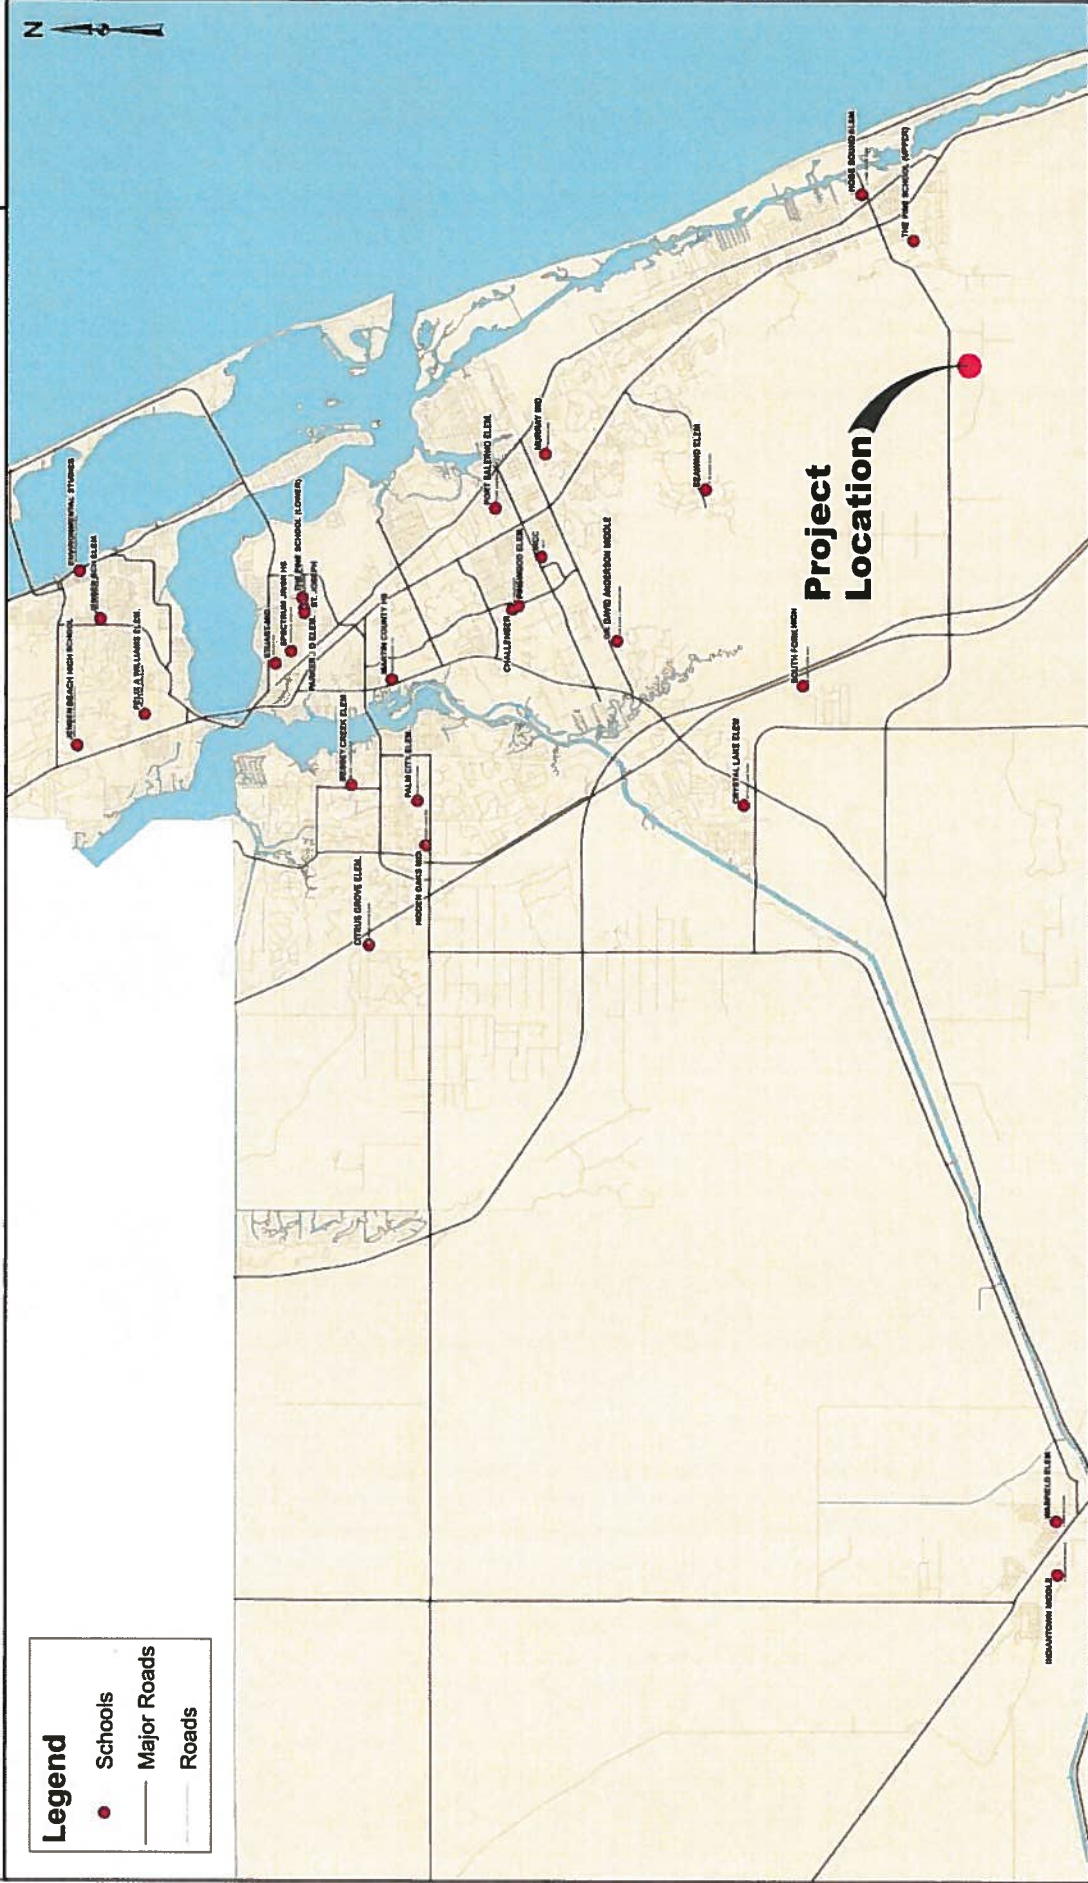 N
Legend
Schools
Major Roads
Roads
ENVIRONMENTAL STUDIES
JENSEN BCH ELEM
JENSEN BEACH HIGH SCHOOL
FELIX A WILLIAMS ELEM.
STUART MID
SPECTRUM JR/SR HS
THE PINE SCHOOL (LOWER)
ST. JOSEPH
PARKER J D ELEM.
MARTIN COUNTY HS
BESSEY CREEK ELEM
PALM CITY ELEM.
HIDDEN OAKS MID
CITRUS GROVE ELEM.
PORT SALERNO ELEM.
MURRAY MID
PINEWOOD ELEM.
CHALLENGER
DR. DAVID ANDERSON MIDDLE
SEAWIND ELEM
CRYSTAL LAKE ELEM
SOUTH FORK HIGH
HOBE SOUND ELEM
THE PINE SCHOOL (UPPER)
Project
Location
WARFIELD ELEM
INDIANTOWN MIDDLE